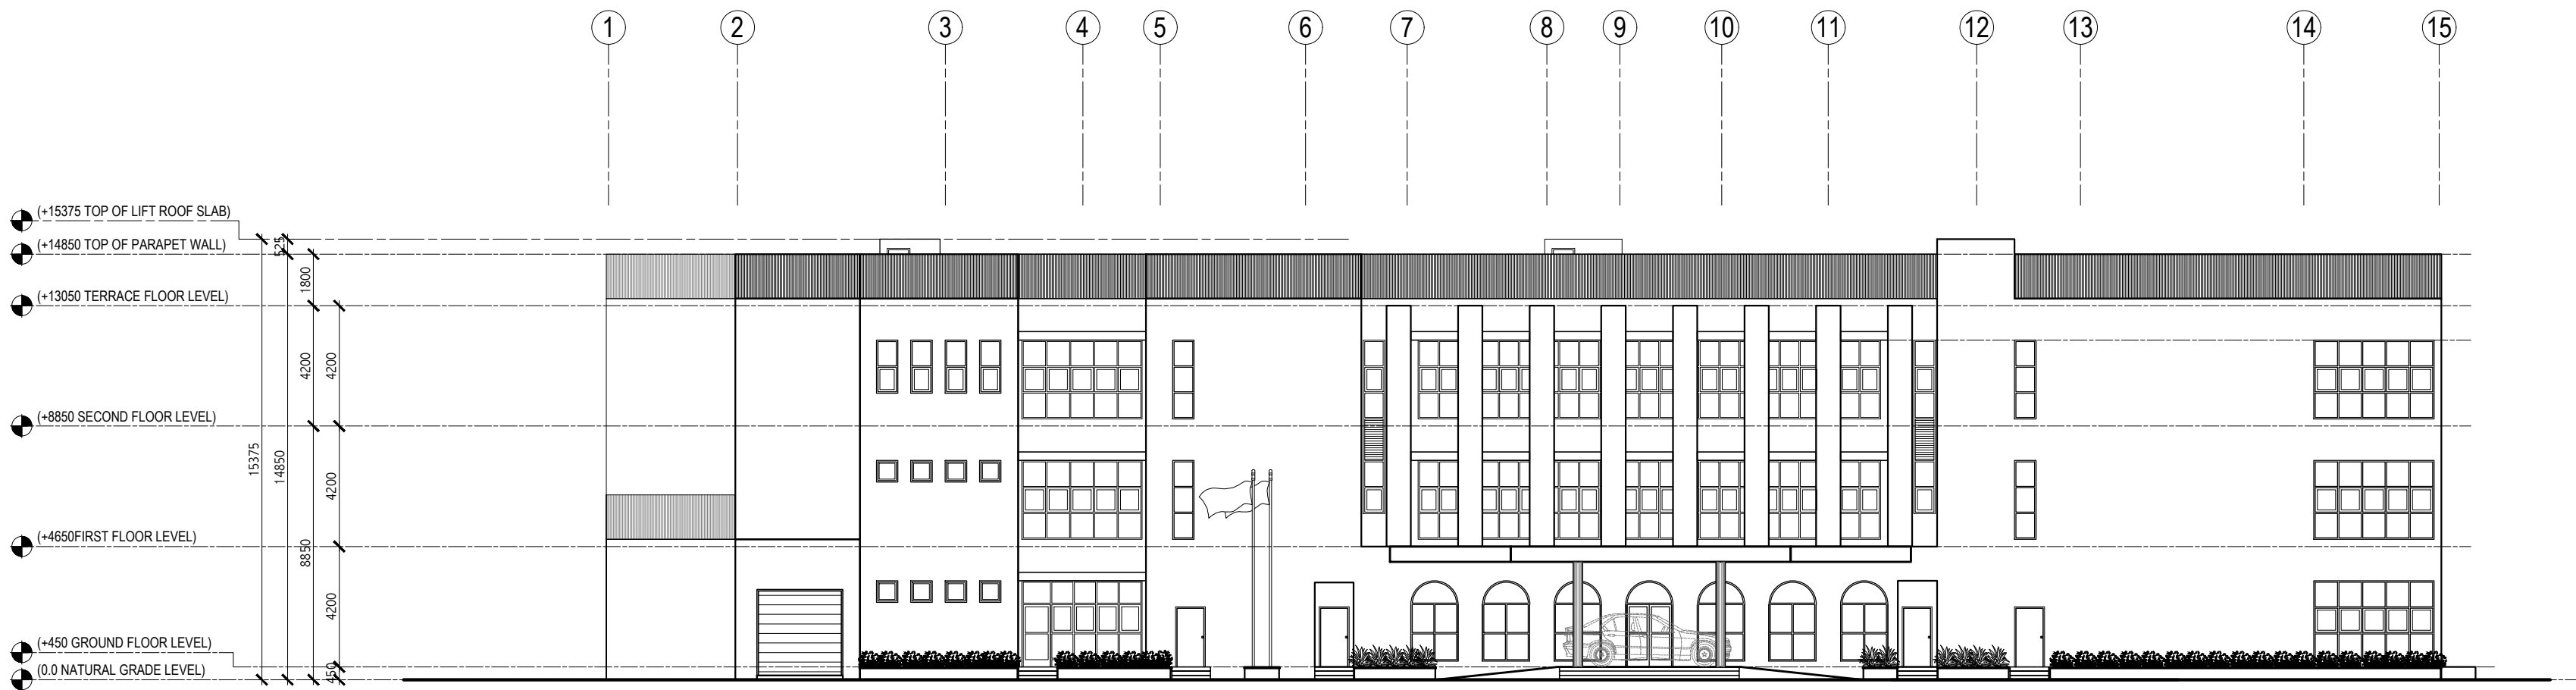 1 2 3 4 5 6 7 8 9 10 11 12 13 14 15
(+15375 TOP OF LIFT ROOF SLAB)
(+14850 TOP OF PARAPET WALL)
525
1800
(+13050 TERRACE FLOOR LEVEL)
4200 4200
(+8850 SECOND FLOOR LEVEL)
15375 14850 4200
(+4650FIRST FLOOR LEVEL)
8850
4200
(+450 GROUND FLOOR LEVEL)
(0.0 NATURAL GRADE LEVEL)
450